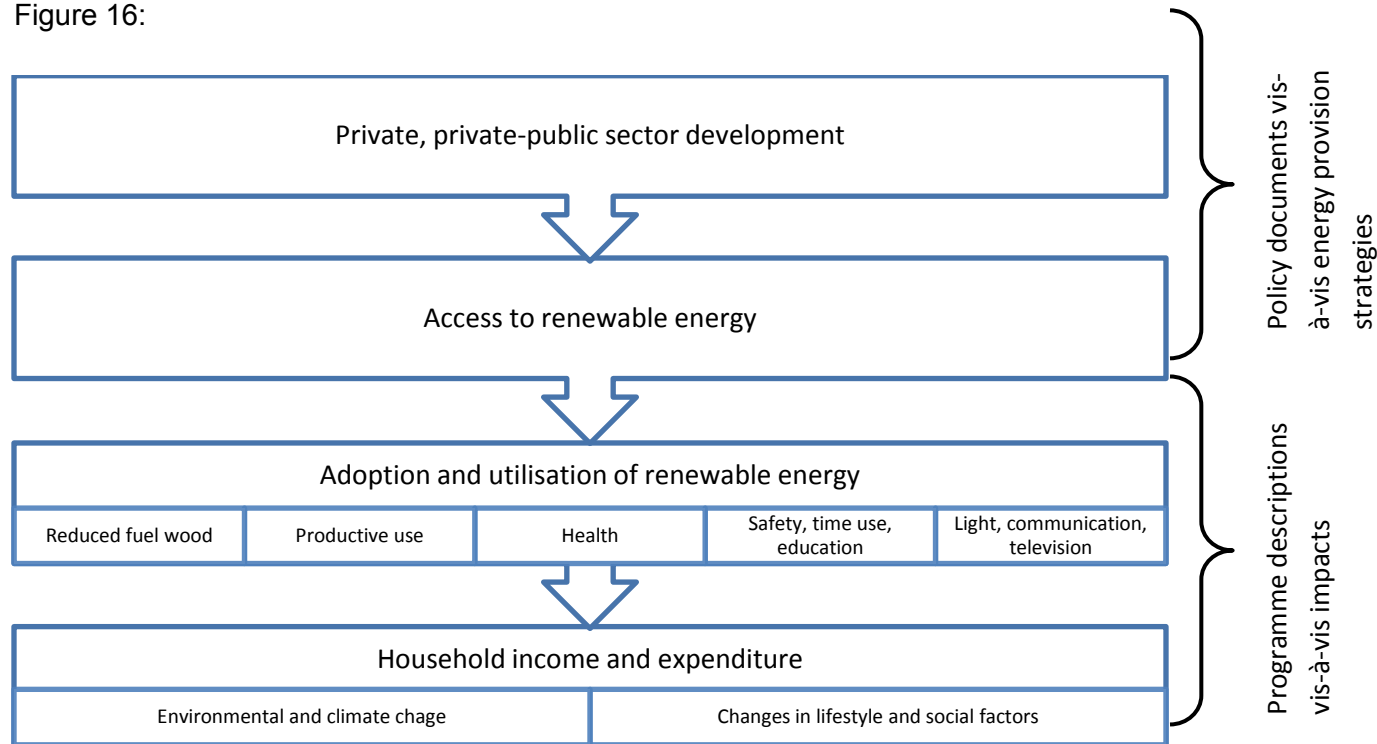 Figure 16:
Private, private-public sector development
Access to renewable energy
Adoption and utilisation of renewable energy
Reduced fuel wood
Productive use
Health
Safety, time use,
education
Light, communication,
television
Household income and expenditure
Environmental and climate chage
Changes in lifestyle and social factors
Policy documents vis-
à-vis energy provision
strategies
Programme descriptions
vis-à-vis impacts